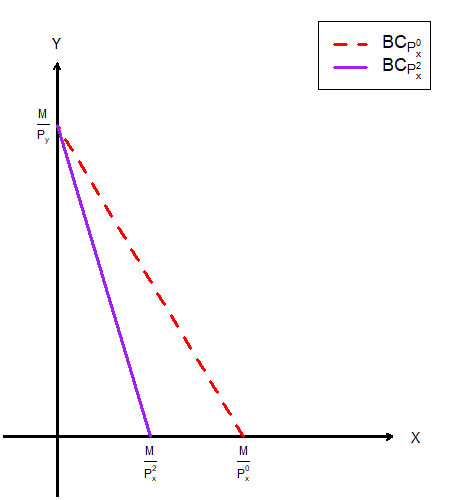 BC_{P_x^0}
BC_{P_x^2}
Y
M
P_y
X
M
P_x^2
M
P_x^0